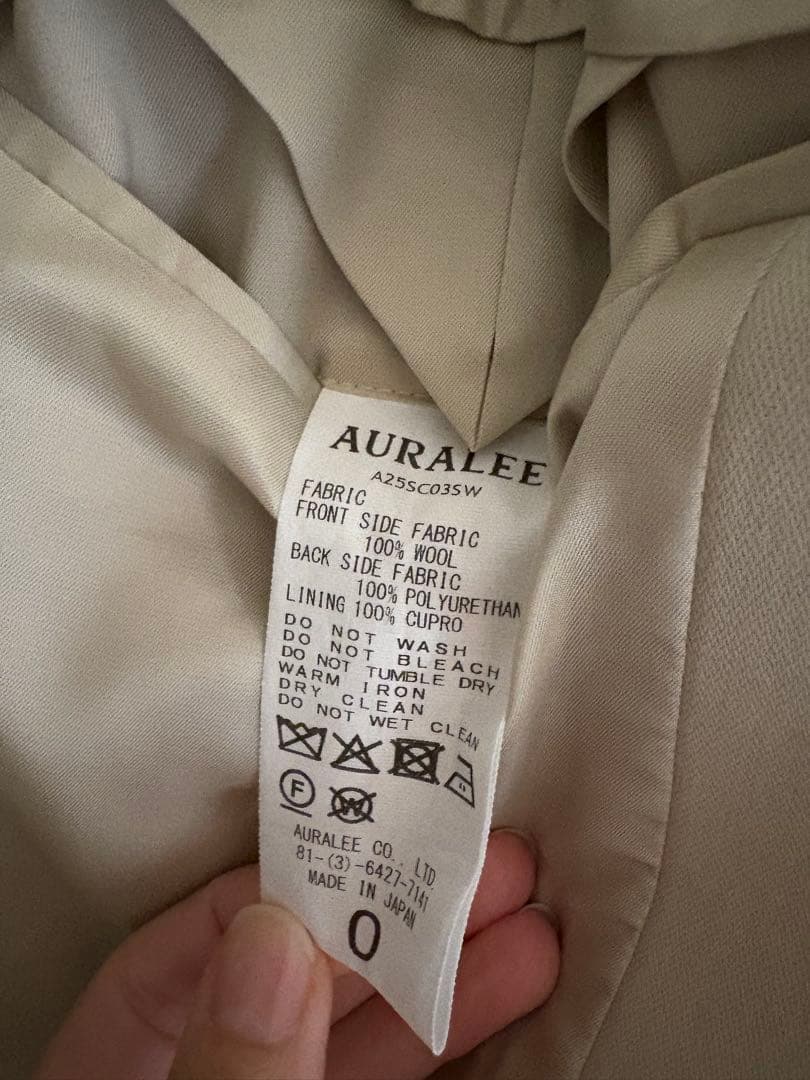 AURALEE
A25SC03SW
FABRIC
FRONT SIDE FABRIC
100% WOOL
BACK SIDE FABRIC
100% POLYURETHAN
LINING 100% CUPRO
DO NOT WASH
DO NOT BLEACH
DO NOT TUMBLE DRY
WARM IRON
DRY CLEAN
DO NOT WET CLEAN
F W
AURALEE CO., LTD
81-(3)-6427-7141
MADE IN JAPAN
0